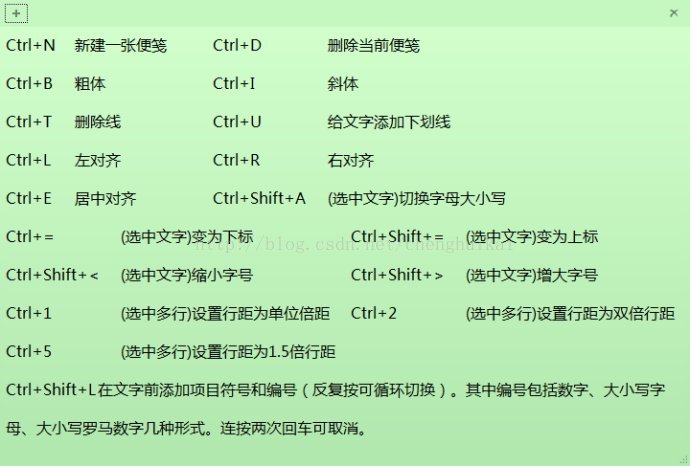 Ctrl+N 新建一张便笺 Ctrl+D 删除当前便笺
Ctrl+B 粗体 Ctrl+I 斜体
Ctrl+T 删除线 Ctrl+U 给文字添加下划线
Ctrl+L 左对齐 Ctrl+R 右对齐
Ctrl+E 居中对齐 Ctrl+Shift+A (选中文字)切换字母大小写
Ctrl+= (选中文字)变为下标 Ctrl+Shift+= (选中文字)变为上标
http://blog.csdn.net/chenghuikai
Ctrl+Shift+< (选中文字)缩小字号 Ctrl+Shift+> (选中文字)增大字号
Ctrl+1 (选中多行)设置行距为单位倍距 Ctrl+2 (选中多行)设置行距为双倍行距
Ctrl+5 (选中多行)设置行距为1.5倍行距
Ctrl+Shift+L在文字前添加项目符号和编号（反复按可循环切换）。其中编号包括数字、大小写字
母、大小写罗马数字几种形式。连按两次回车可取消。